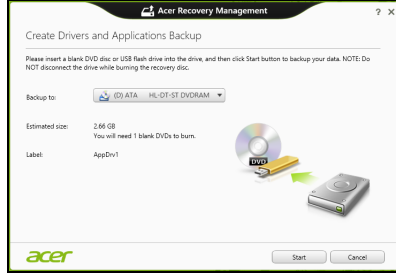 Acer Recovery Management
? X
Create Drivers and Applications Backup
Please insert a blank DVD disc or USB flash drive into the drive, and then click Start button to backup your data. NOTE: Do
NOT disconnect the drive while burning the recovery disc.
Backup to: (D) ATA HL-DT-ST DVDRAM
Estimated size: 2.66 GB
You will need 1 blank DVDs to burn.
Label: AppDrv1
DVD
acer Start Cancel